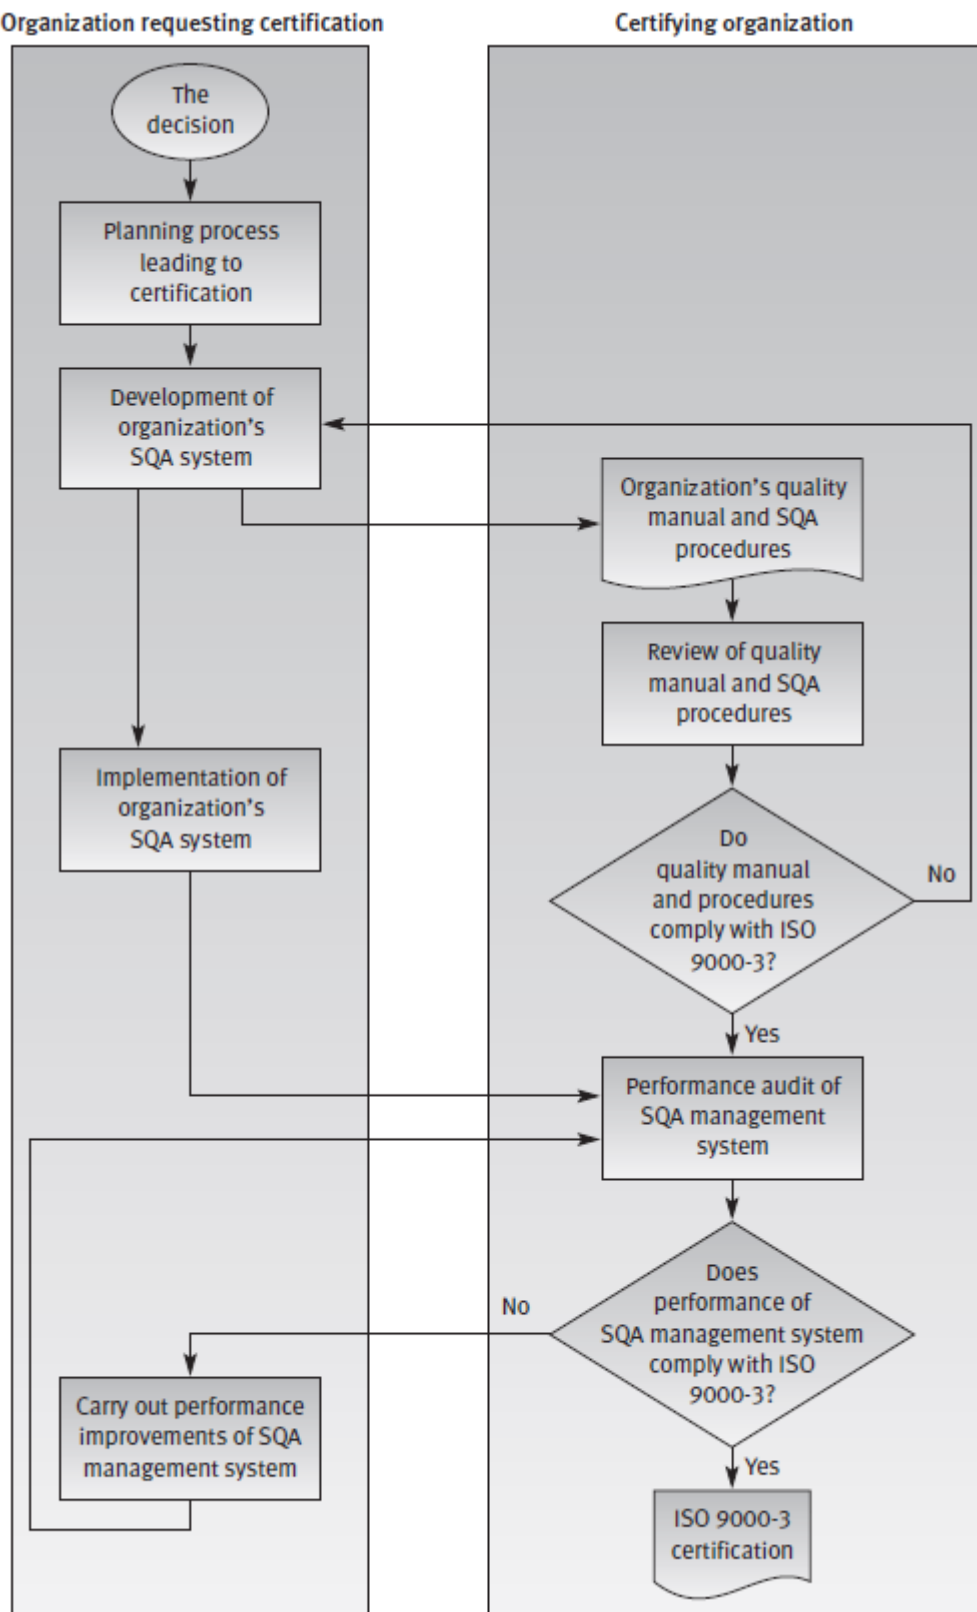 Organization requesting certification
Certifying organization
The
decision
Planning process
leading to
certification
Development of
organization's
SQA system
Organization's quality
manual and SQA
procedures
Review of quality
manual and SQA
procedures
Implementation of
organization's
SQA system
Do
quality manual
and procedures
comply with ISO
9000-3?
No
Yes
Performance audit of
SQA management
system
Does
performance of
SQA management system
comply with ISO
9000-3?
No
Carry out performance
improvements of SQA
management system
Yes
ISO 9000-3
certification